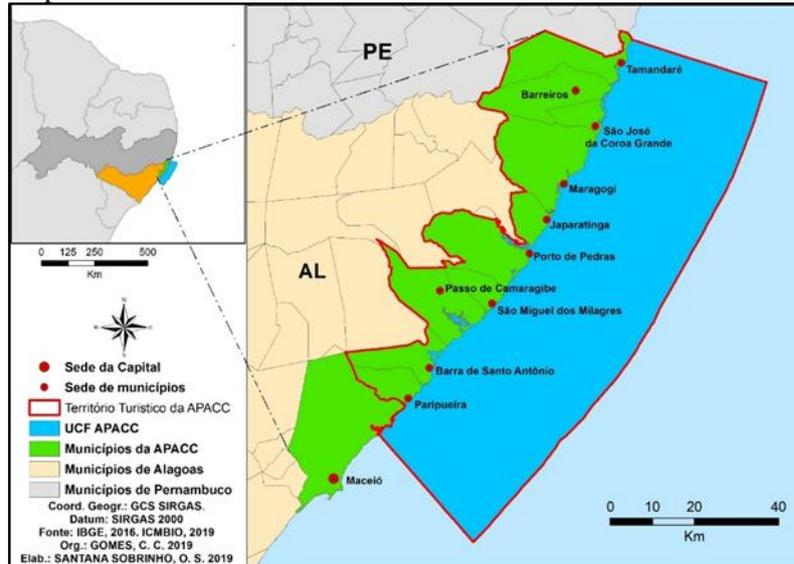 PE
Tamandaré
Barreiros
São José
da Coroa Grande
Maragogi
Japaratinga
Porto de Pedras
AL
Passo de Camaragibe
São Miguel dos Milagres
Barra de Santo Antônio
Paripueira
Maceió
0 125 250 500
Km
N
Sede da Capital
Sede de municípios
Território Turistico da APACC
UCF APACC
Municípios da APACC
Municípios de Alagoas
Municípios de Pernambuco
Coord. Geogr.: GCS SIRGAS.
Datum: SIRGAS 2000
Fonte: IBGE, 2016. ICMBIO, 2019
Org.: GOMES, C. C. 2019
Elab.: SANTANA SOBRINHO, O. S. 2019
0 10 20 40
Km